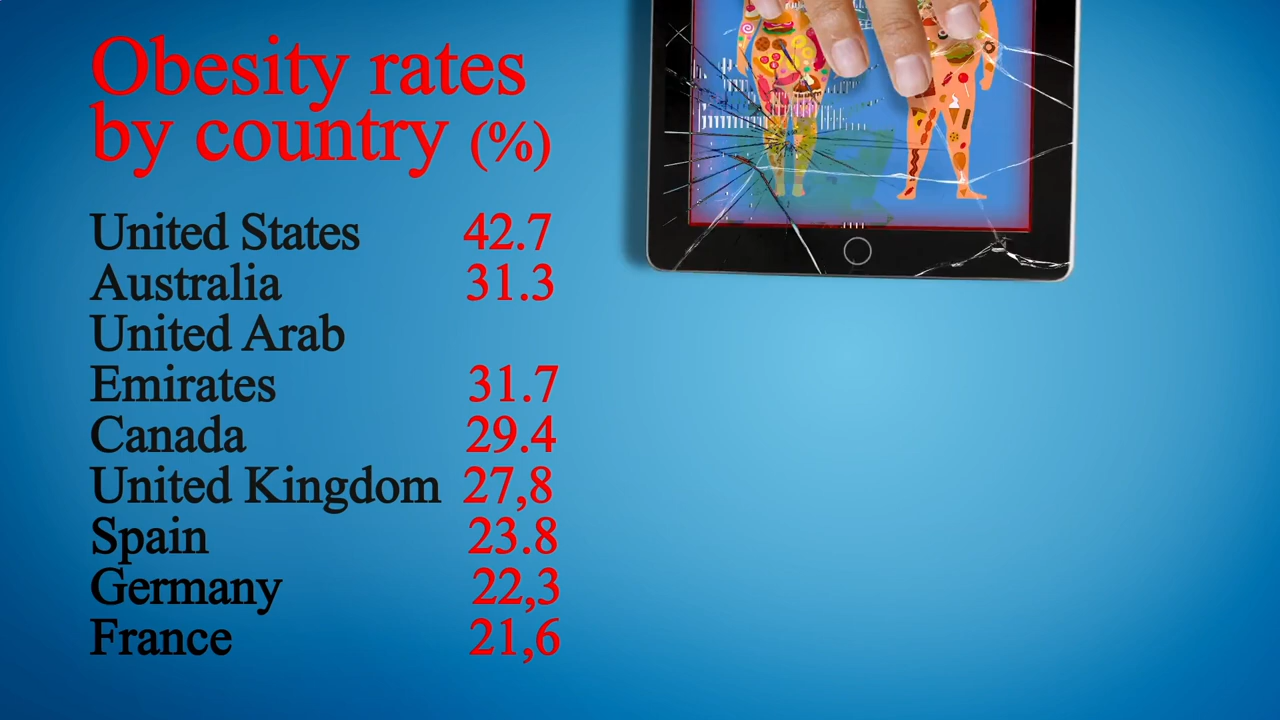 Obesity rates
by country (%)
United States 42.7
Australia 31.3
United Arab
Emirates 31.7
Canada 29.4
United Kingdom 27,8
Spain 23.8
Germany 22,3
France 21,6